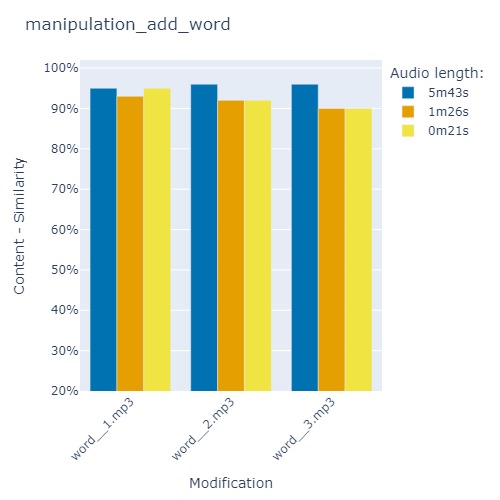 manipulation_add_word
Audio length:
5m43s
1m26s
0m21s
100%
90%
80%
70%
60%
50%
40%
30%
20%
Content - Similarity
word__1.mp3
word__2.mp3
word__3.mp3
Modification